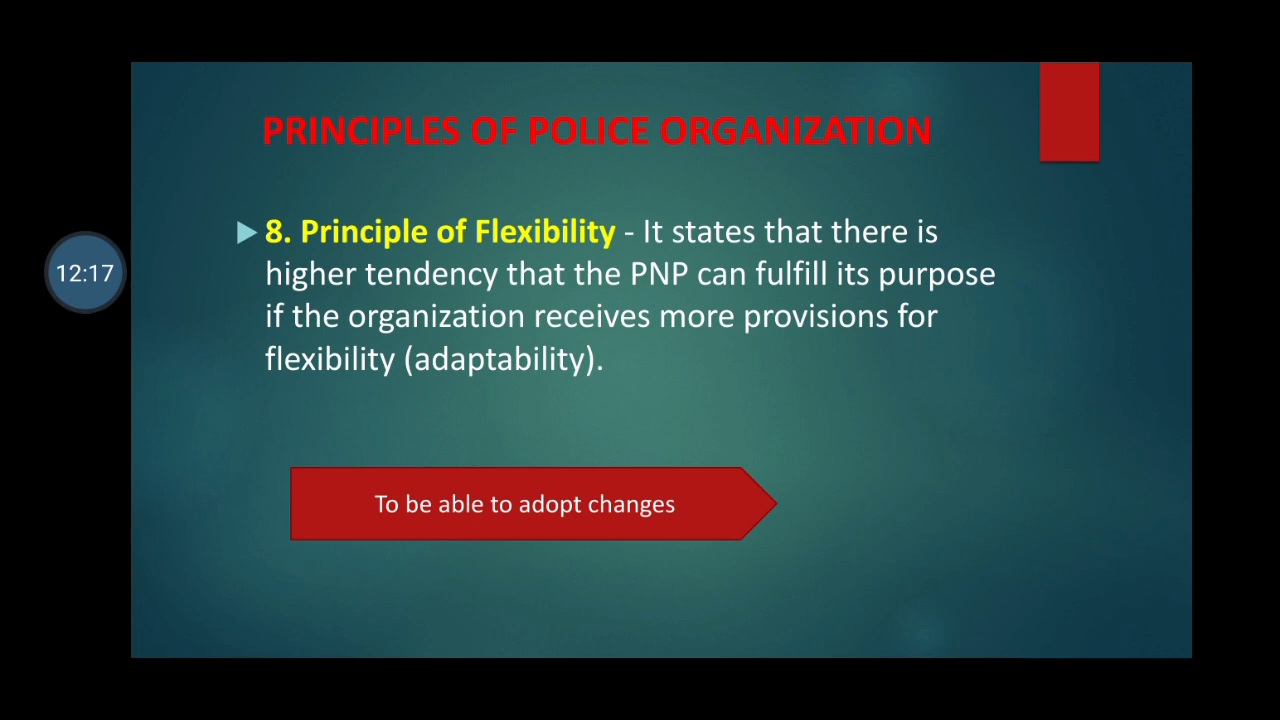 PRINCIPLES OF POLICE ORGANIZATION
8. Principle of Flexibility - It states that there is
higher tendency that the PNP can fulfill its purpose
if the organization receives more provisions for
flexibility (adaptability).
12:17
To be able to adopt changes